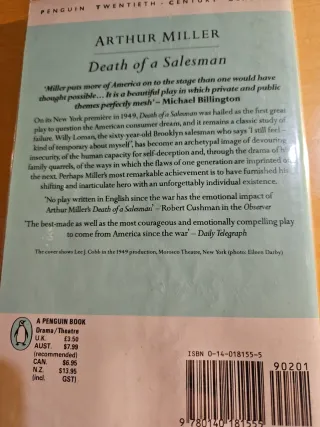 PENGUIN TWENTIETH-CENTURY
ARTHUR MILLER
Death of a Salesman
'Miller puts more of America on to the stage than one would have
thought possible... It is a beautiful play in which private and public
themes perfectly mesh' – Michael Billington
On its New York premiere in 1949, Death of a Salesman was hailed as the first great
play to question the American consumer dream, and it remains a classic study of
failure. Willy Loman, the sixty-year-old Brooklyn salesman who says 'I still feel –
kind of temporary about myself', has become an archetypal image of devouring
insecurity, of the human capacity for self-deception and, through the drama of his
family quarrels, of the ways in which the flaws of one generation are imprinted on
the next. Perhaps Miller's most remarkable achievement is to have furnished his
shifting and inarticulate hero with an unforgettably individual existence.
'No play written in English since the war has the emotional impact of
Arthur Miller's Death of a Salesman' – Robert Cushman in the Observer
'The best-made as well as the most courageous and emotionally compelling play
to come from America since the war' – Daily Telegraph
The cover shows Lee J. Cobb in the 1949 production, Morosco Theatre, New York (photo: Eileen Darby)
A PENGUIN BOOK
Drama/Theatre
U.K. £3.50
AUST. $7.99
(recommended)
CAN. $6.95
N.Z. $13.95
(incl. GST)
ISBN 0-14-018155-5
90201
9 780140 181555